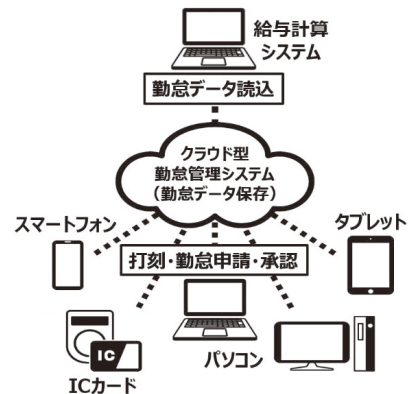 給与計算
システム
勤怠データ読込
クラウド型
勤怠管理システム
（勤怠データ保存）
スマートフォン
タブレット
打刻・勤怠申請・承認
IC
パソコン
ICカード